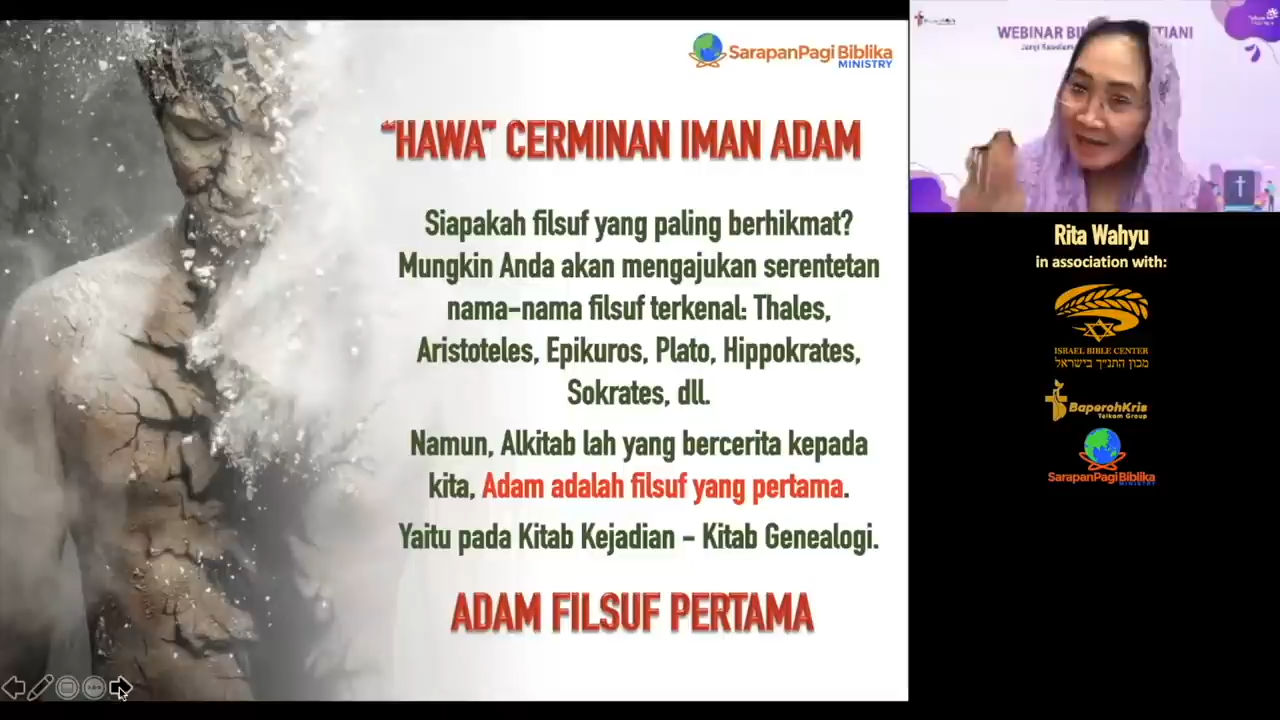 SarapanPagi Biblika
MINISTRY
“HAWA” CERMINAN IMAN ADAM
Siapakah filsuf yang paling berhikmat?
Mungkin Anda akan mengajukan serentetan
nama-nama filsuf terkenal: Thales,
Aristoteles, Epikuros, Plato, Hippokrates,
Sokrates, dll.
Namun, Alkitab lah yang bercerita kepada
kita, Adam adalah filsuf yang pertama.
Yaitu pada Kitab Kejadian - Kitab Genealogi.
ADAM FILSUF PERTAMA
WEBINAR
Rita Wahyu
in association with:
ISRAEL BIBLE CENTER
מכון התנ״ך בישראל
BaperohKris
Telkom Group
SarapanPagi Biblika
MINISTRY